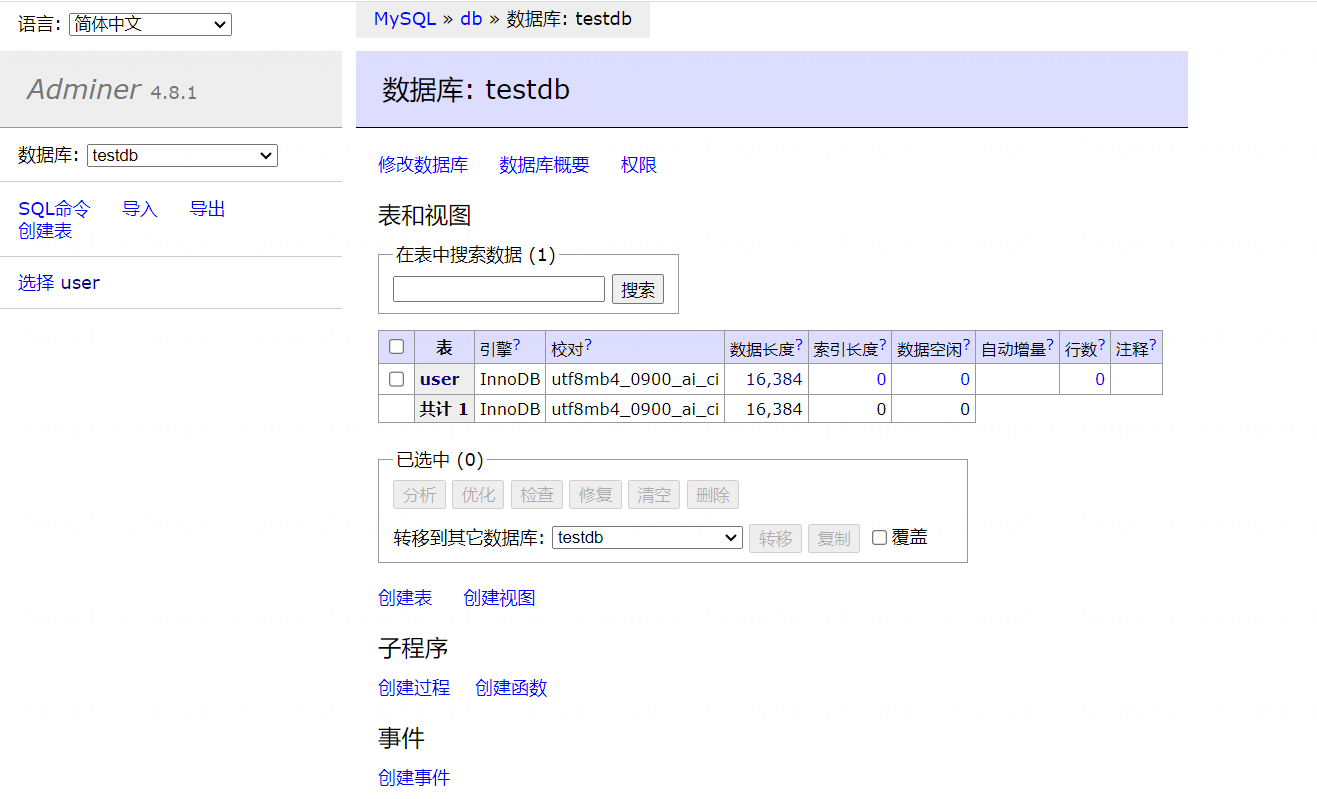 语言: 简体中文
MySQL » db » 数据库: testdb
Adminer 4.8.1
数据库: testdb
数据库: testdb
SQL命令 导入 导出
创建表
选择 user
修改数据库 数据库概要 权限
表和视图
在表中搜索数据 (1)
搜索
表 引擎? 校对? 数据长度? 索引长度? 数据空闲? 自动增量? 行数? 注释?
user InnoDB utf8mb4_0900_ai_ci 16,384 0 0 0
共计 1 InnoDB utf8mb4_0900_ai_ci 16,384 0 0
已选中 (0)
分析 优化 检查 修复 清空 删除
转移到其它数据库: testdb 转移 复制 覆盖
创建表 创建视图
子程序
创建过程 创建函数
事件
创建事件